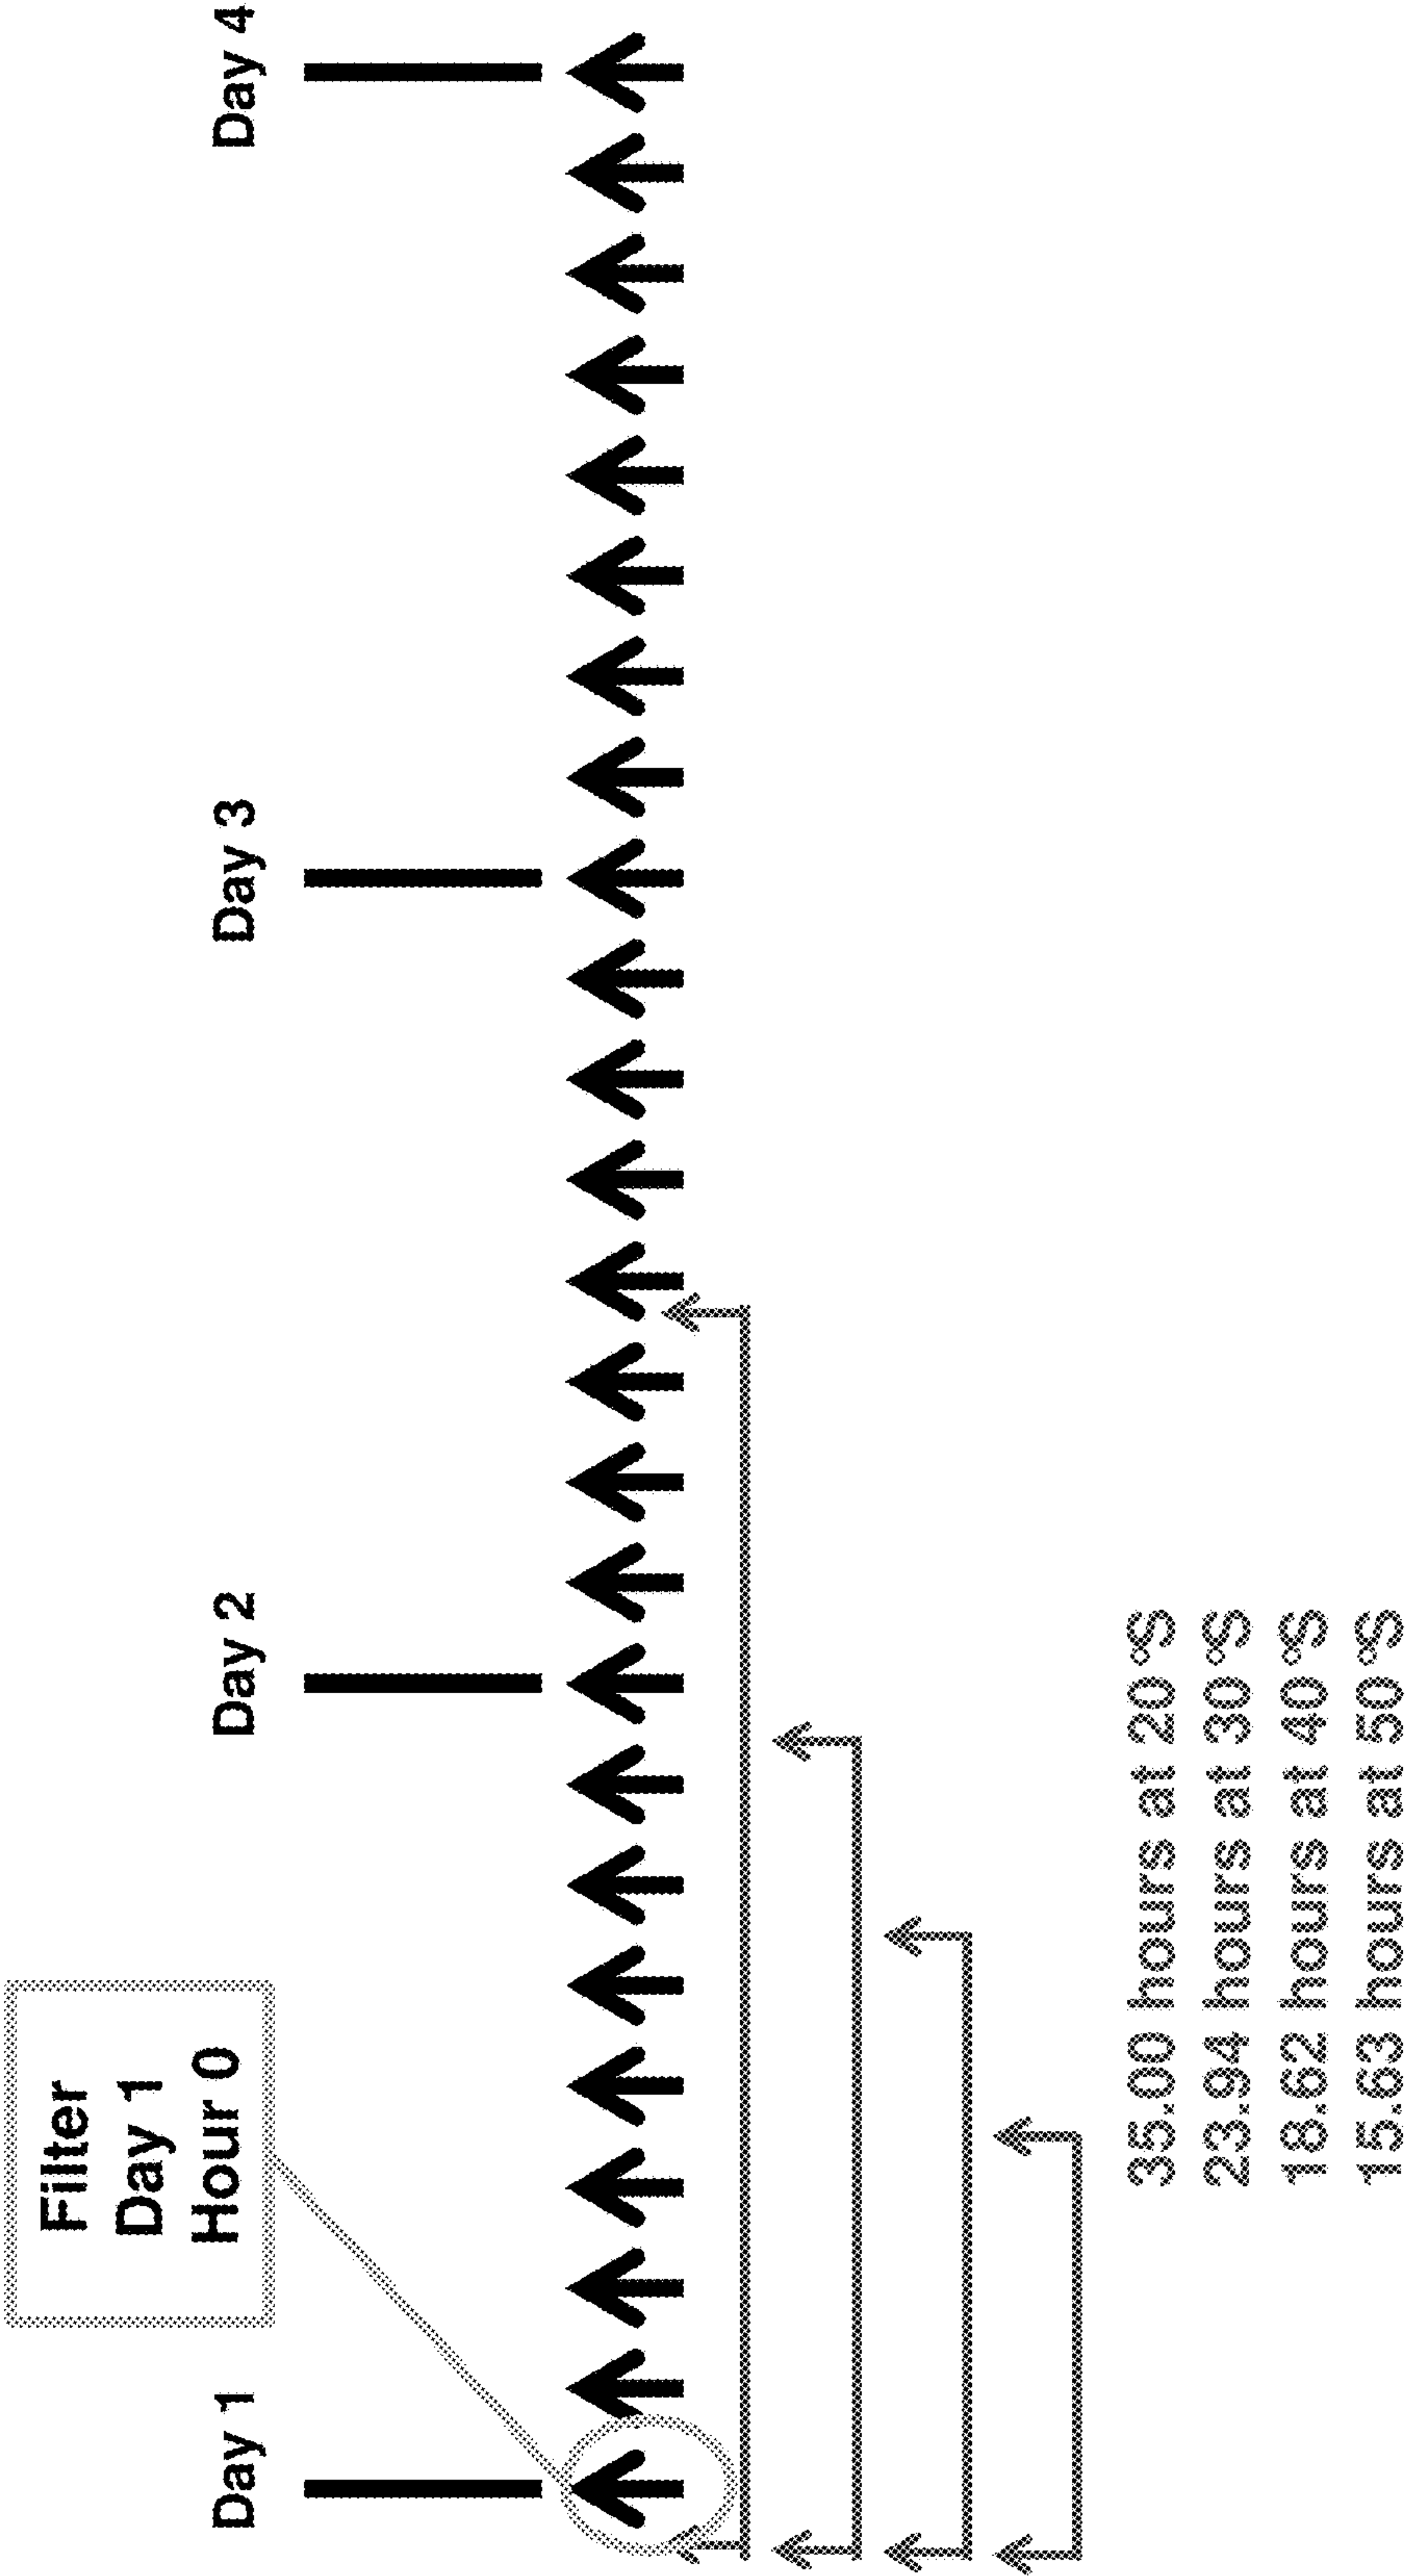 Filter
Day 1
Hour 0
Day 1
Day 2
Day 3
Day 4
35.00 hours at 20°S
23.94 hours at 30°S
18.62 hours at 40°S
15.63 hours at 50°S